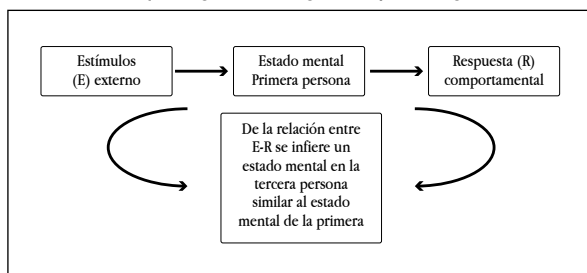 Estímulos
(E) externo
Estado mental
Primera persona
Respuesta (R)
comportamental
De la relación entre
E-R se infiere un
estado mental en la
tercera persona
similar al estado
mental de la primera